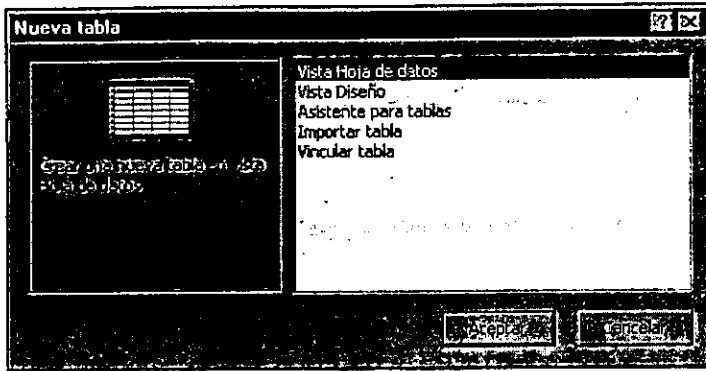 Nueva tabla
Vista Hoja de datos
Vista Diseño
Asistente para tablas
Importar tabla
Vincular tabla
Crear una nueva tabla en vista
Hoja de datos
Aceptar
Cancelar